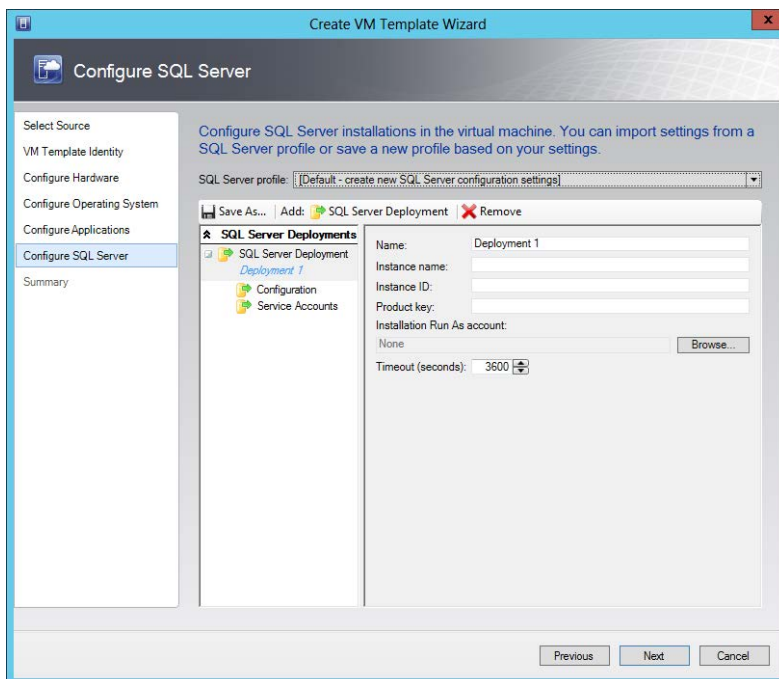 Create VM Template Wizard
x
Configure SQL Server
Select Source
VM Template Identity
Configure Hardware
Configure Operating System
Configure Applications
Configure SQL Server
Summary
Configure SQL Server installations in the virtual machine. You can import settings from a
SQL Server profile or save a new profile based on your settings.
SQL Server profile: [Default - create new SQL Server configuration settings]
Save As... Add: SQL Server Deployment Remove
SQL Server Deployments
SQL Server Deployment
Deployment 1
Configuration
Service Accounts
Name: Deployment 1
Instance name:
Instance ID:
Product key:
Installation Run As account:
None Browse...
Timeout (seconds): 3600
Previous Next Cancel